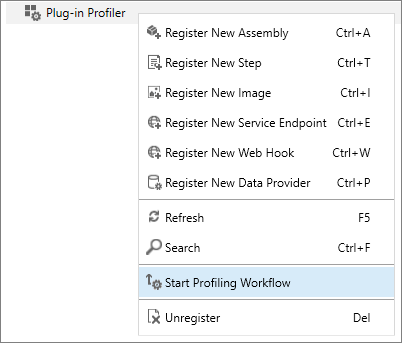 Plug-in Profiler
Register New Assembly Ctrl+A
Register New Step Ctrl+T
Register New Image Ctrl+I
Register New Service Endpoint Ctrl+E
Register New Web Hook Ctrl+W
Register New Data Provider Ctrl+P
Refresh F5
Search Ctrl+F
Start Profiling Workflow
Unregister Del